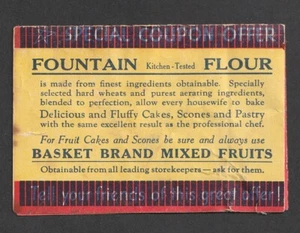 SPECIAL COUPON OFFER
FOUNTAIN Kitchen-Tested FLOUR
is made from finest ingredients obtainable. Specially
selected hard wheats and purest aerating ingredients,
blended to perfection, allow every housewife to bake
Delicious and Fluffy Cakes, Scones and Pastry
with the same excellent result as the professional chef.
For Fruit Cakes and Scones be sure and always use
BASKET BRAND MIXED FRUITS
Obtainable from all leading storekeepers — ask for them.
Tell your friends of this great offer!